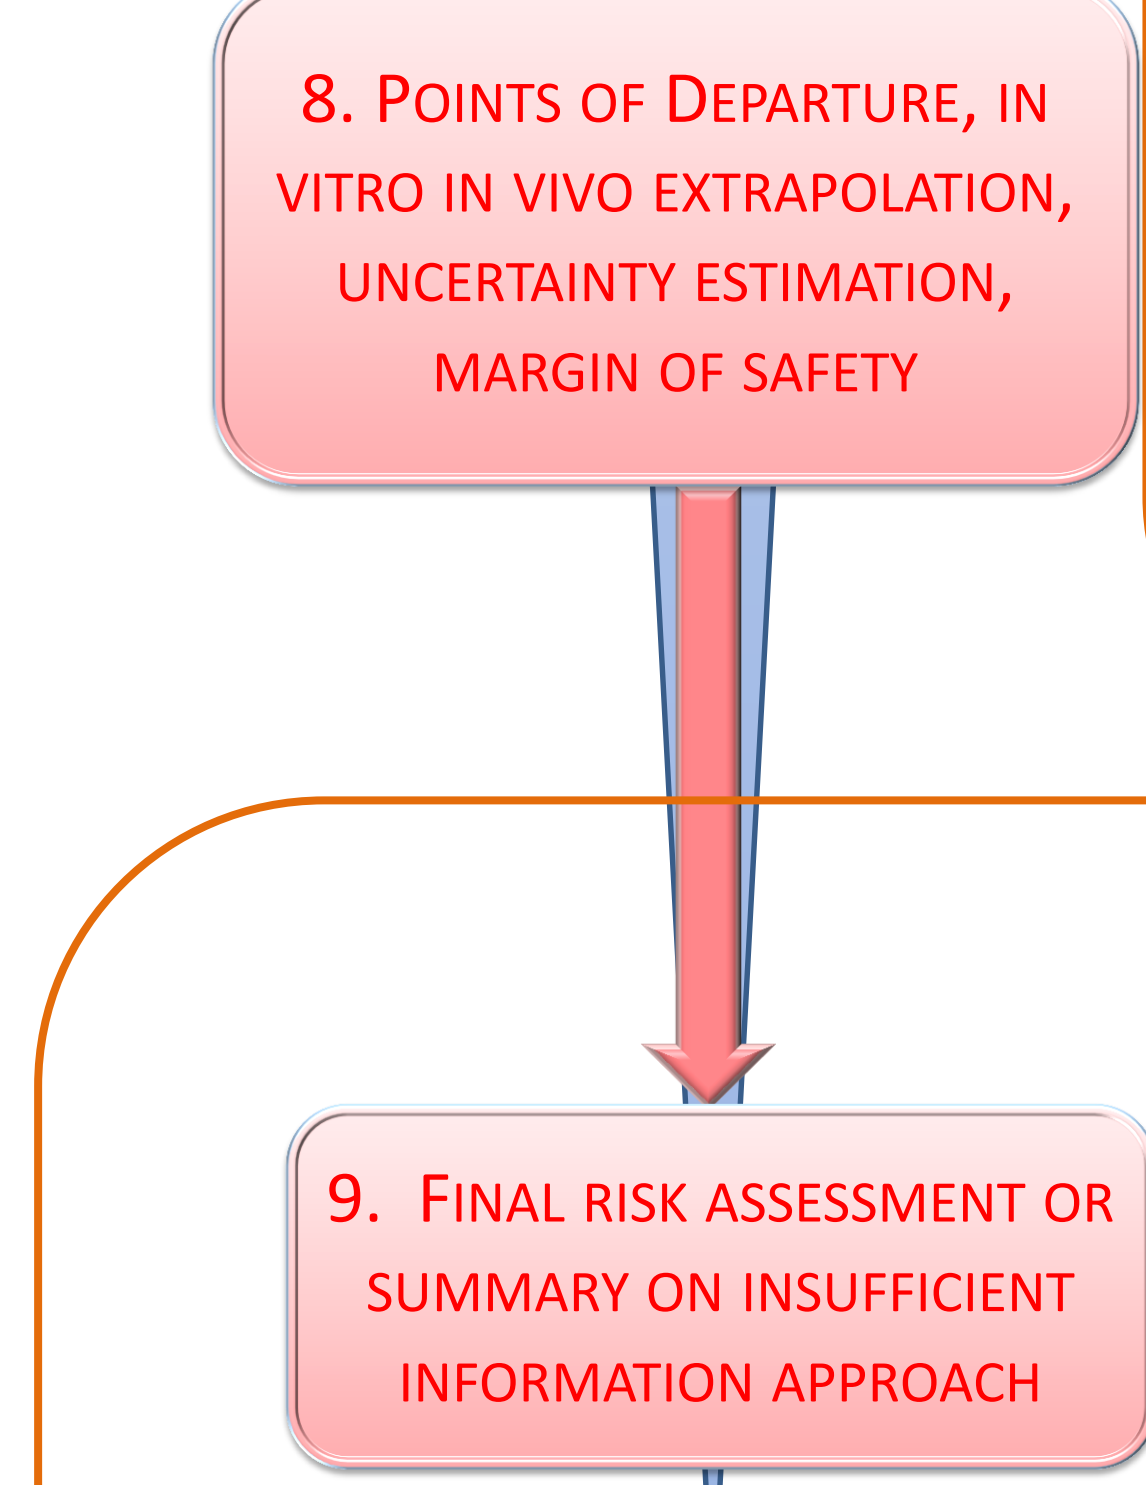 8. Points of Departure, in
vitro in vivo extrapolation,
uncertainty estimation,
margin of safety
9. Final risk assessment or
summary on insufficient
information approach